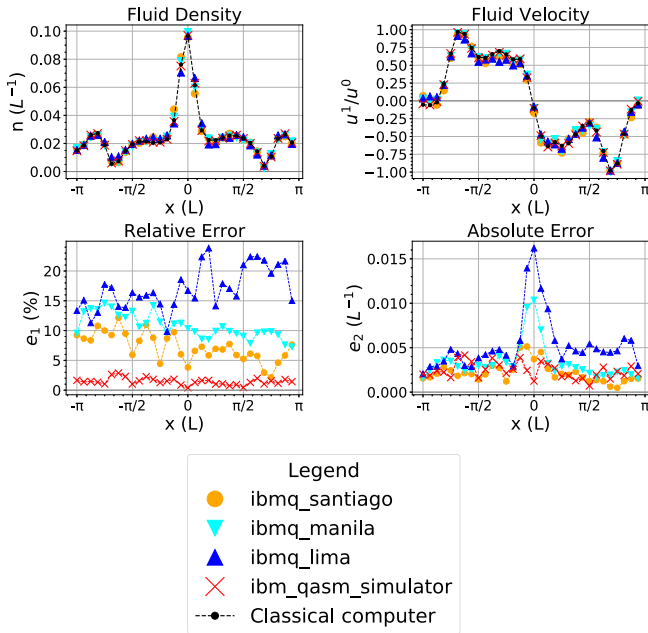 Fluid Density
n (L⁻¹)
0.10
0.08
0.06
0.04
0.02
0.00
-π -π/2 0 π/2 π
x (L)
Fluid Velocity
u¹/u⁰
1.00
0.75
0.50
0.25
0.00
-0.25
-0.50
-0.75
-1.00
-π -π/2 0 π/2 π
x (L)
Relative Error
e₁ (%)
20
15
10
5
0
-π -π/2 0 π/2 π
x (L)
Absolute Error
e₂ (L⁻¹)
0.015
0.010
0.005
0.000
-π -π/2 0 π/2 π
x (L)
Legend
ibmq_santiago
ibmq_manila
ibmq_lima
ibm_qasm_simulator
Classical computer